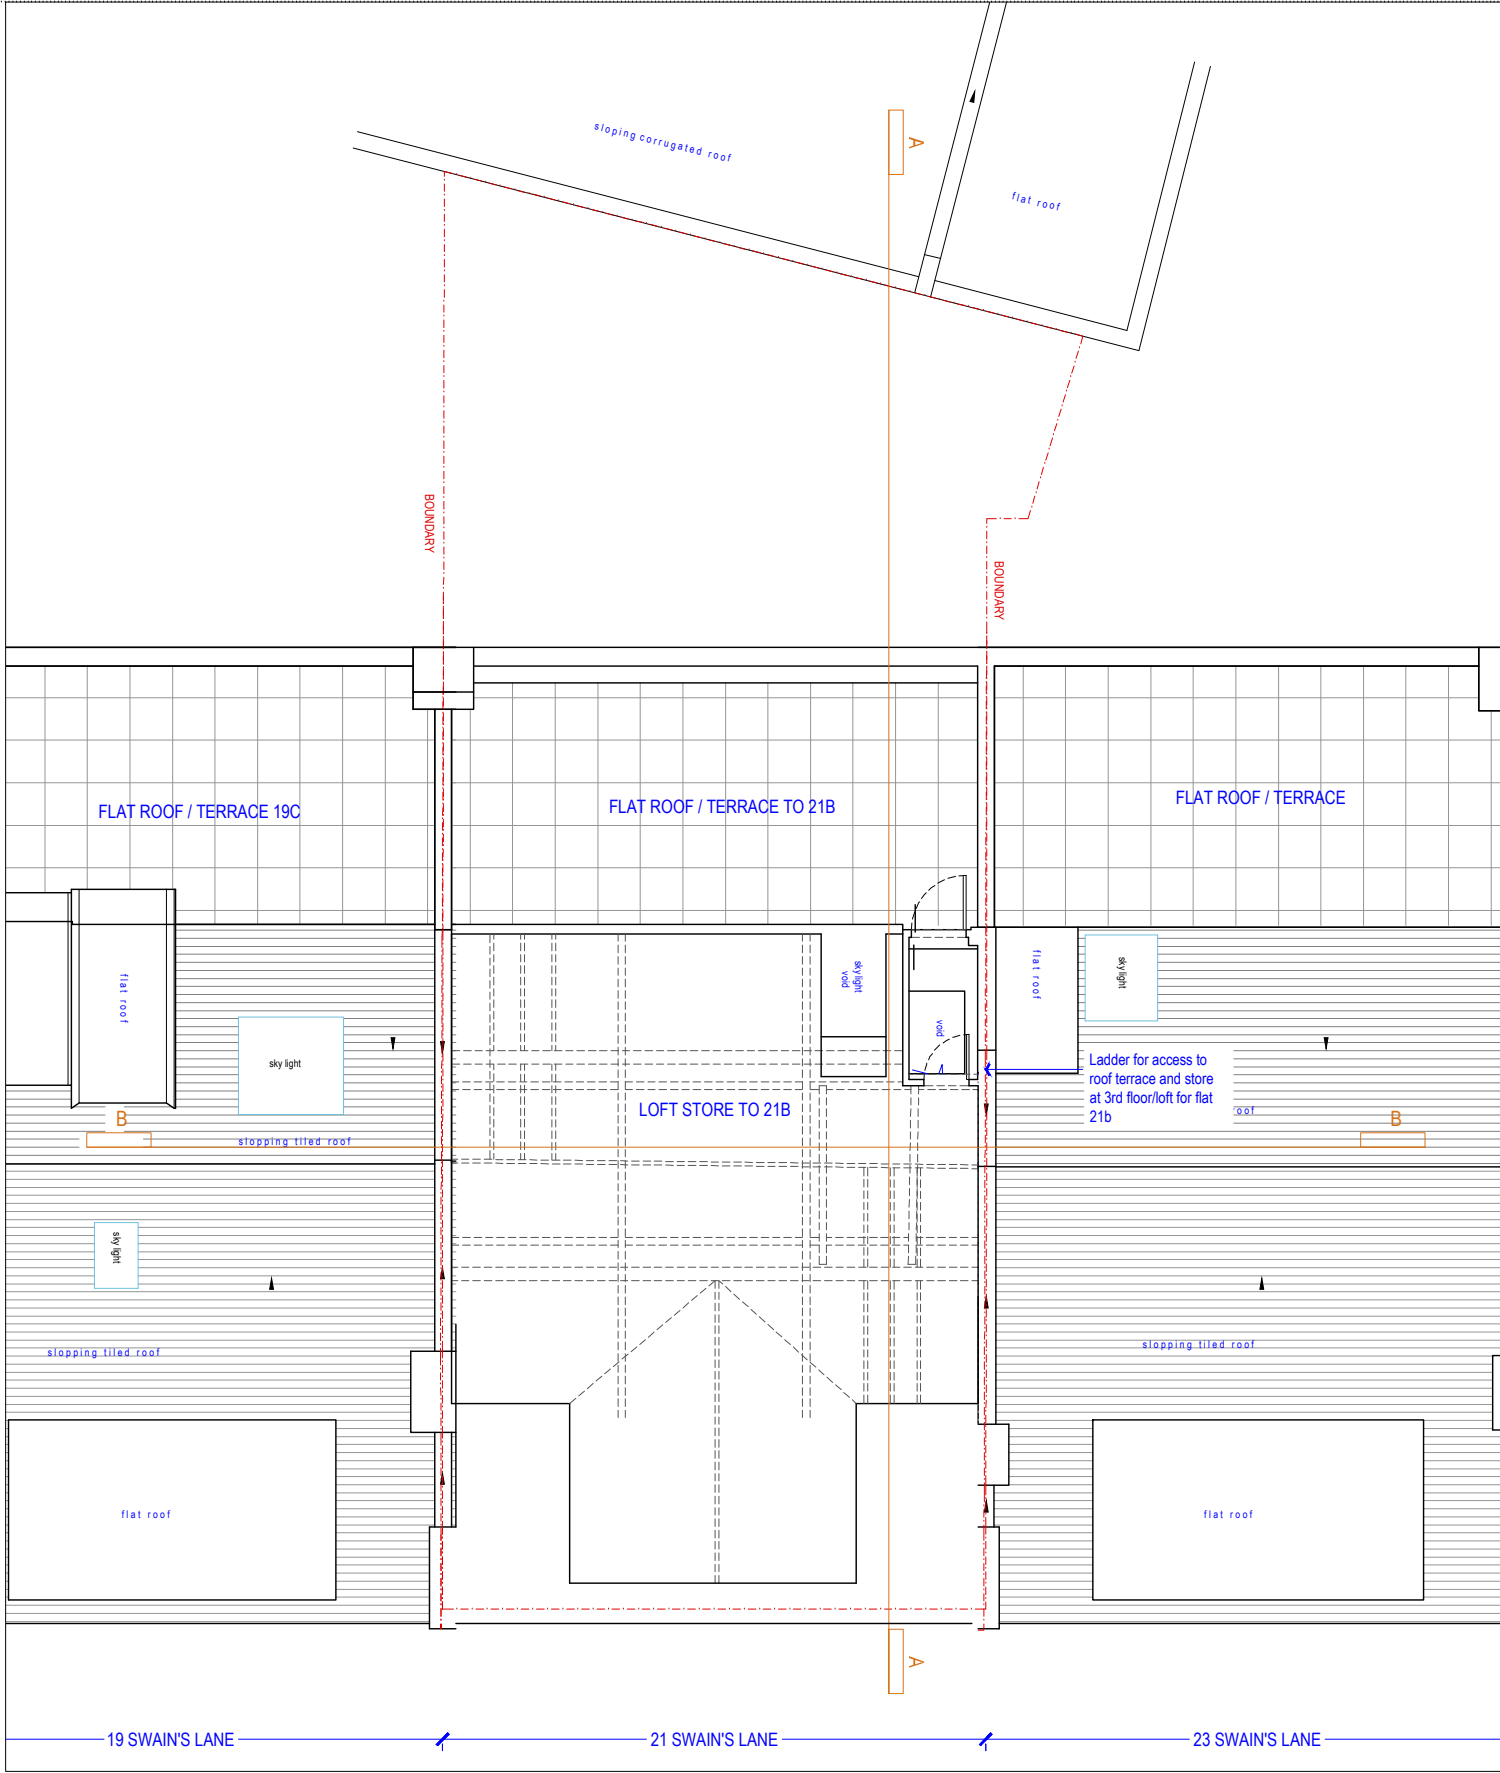 sloping corrugated roof
A
flat roof
BOUNDARY
BOUNDARY
FLAT ROOF / TERRACE 19C
FLAT ROOF / TERRACE TO 21B
FLAT ROOF / TERRACE
flat roof
sky light
sky light
void
void
flat roof
sky light
Ladder for access to
roof terrace and store
at 3rd floor/loft for flat
21b
oof
LOFT STORE TO 21B
B
B
slopping tiled roof
sky light
slopping tiled roof
slopping tiled roof
flat roof
flat roof
A
19 SWAIN'S LANE
21 SWAIN'S LANE
23 SWAIN'S LANE